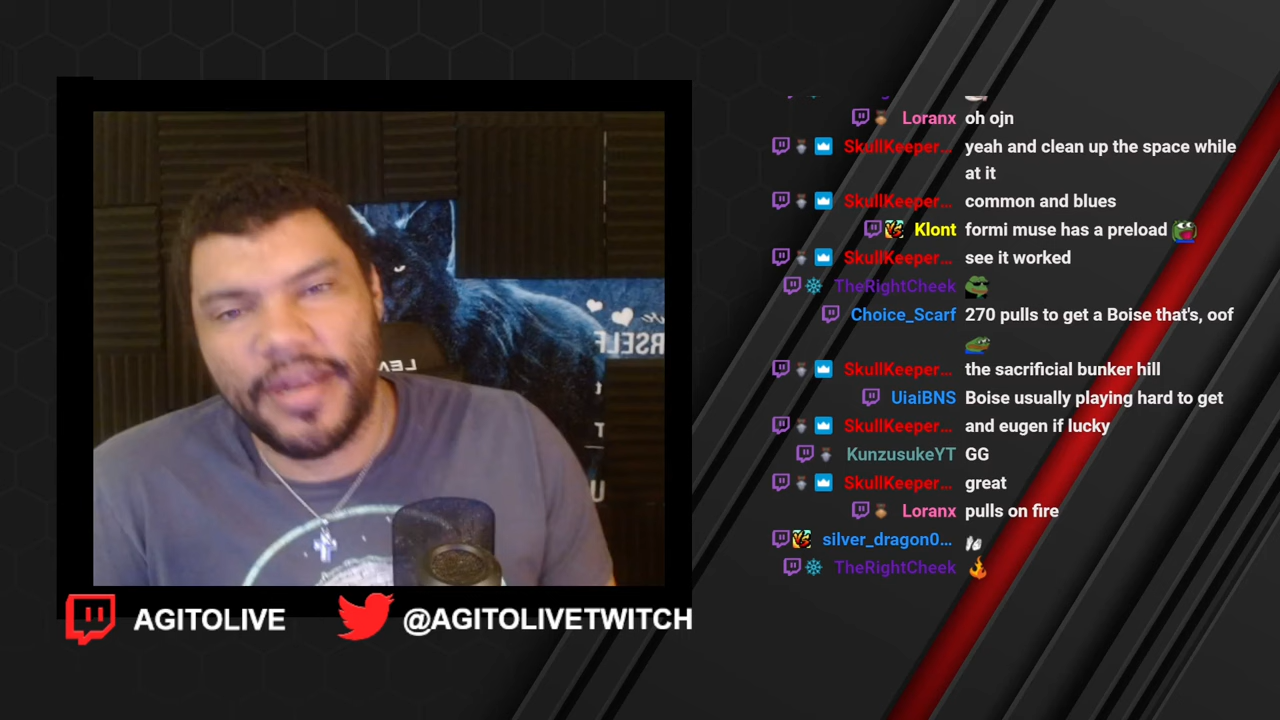 Loranx oh ojn
SkullKeeper... yeah and clean up the space while
at it
SkullKeeper... common and blues
Klont formi muse has a preload
SkullKeeper... see it worked
TheRightCheek
Choice_Scarf 270 pulls to get a Boise that's, oof
SkullKeeper... the sacrificial bunker hill
UiaiBNS Boise usually playing hard to get
SkullKeeper... and eugen if lucky
KunzusukeYT GG
SkullKeeper... great
Loranx pulls on fire
silver_dragon0...
TheRightCheek
AGITOLIVE
@AGITOLIVETWITCH